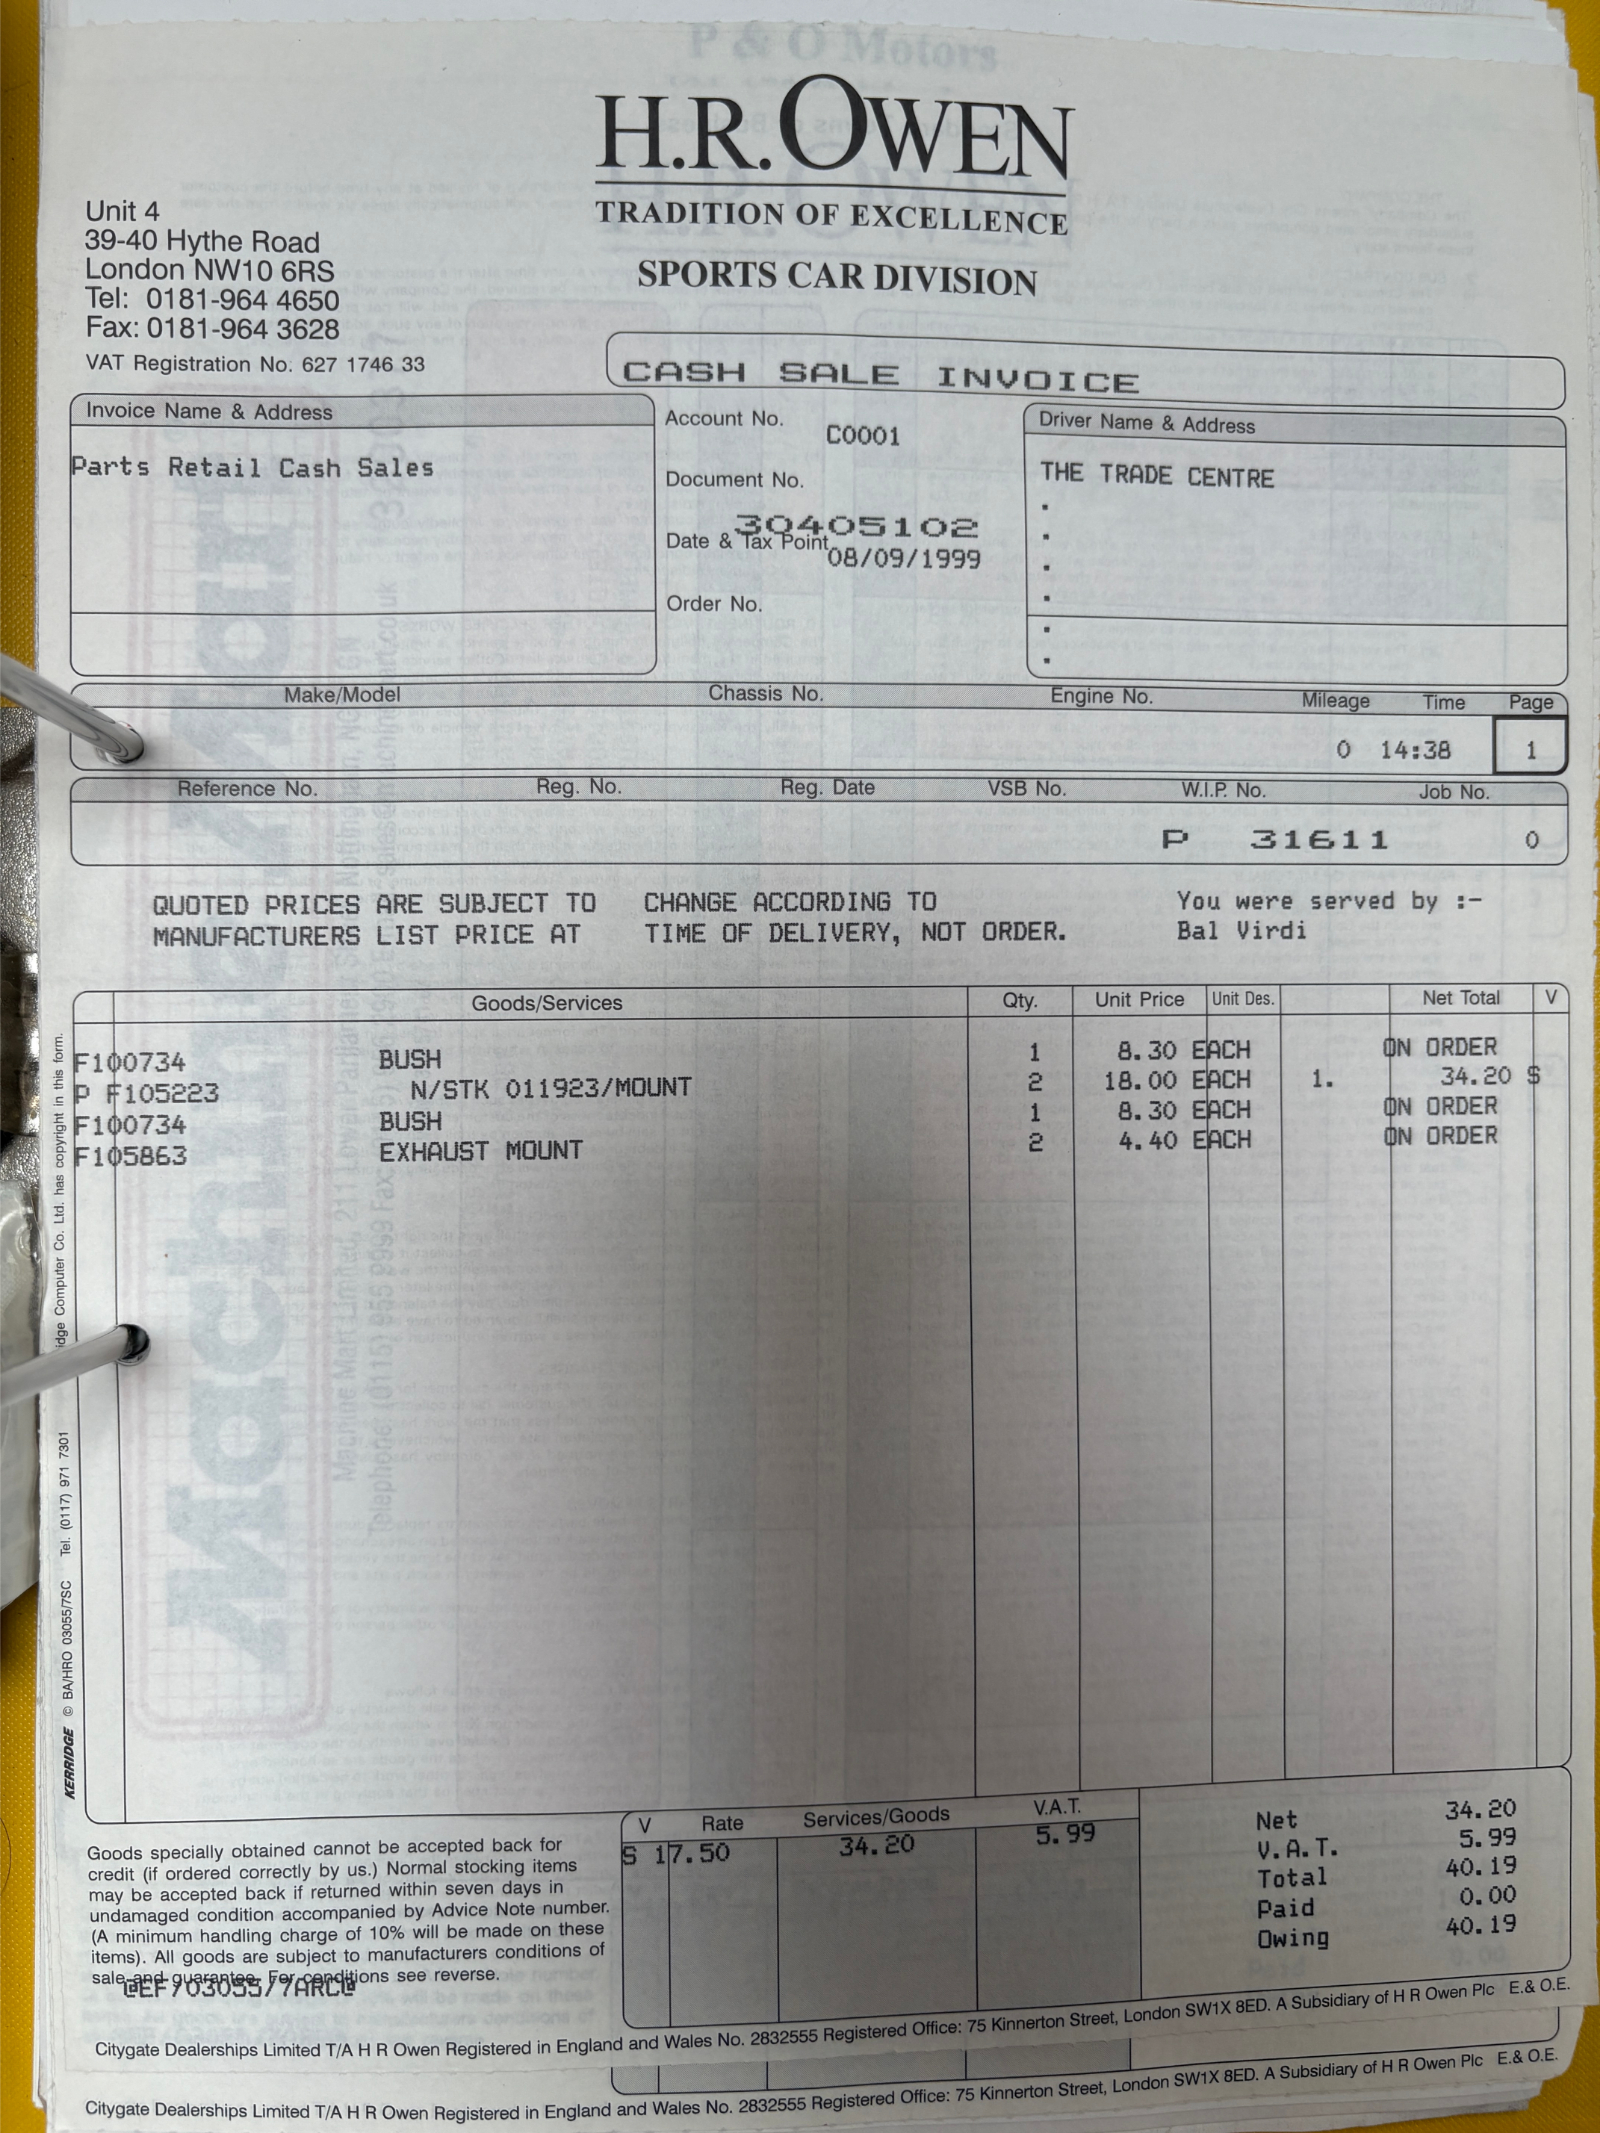 P & O Motors
H.R. OWEN
TRADITION OF EXCELLENCE
SPORTS CAR DIVISION
Unit 4
39-40 Hythe Road
London NW10 6RS
Tel: 0181-964 4650
Fax: 0181-964 3628
VAT Registration No. 627 1746 33
CASH SALE INVOICE
Invoice Name & Address
Parts Retail Cash Sales
Account No. C0001
Document No.
30405102
Date & Tax Point 08/09/1999
Order No.
Driver Name & Address
THE TRADE CENTRE
.
.
.
.
.
.
Make/Model Chassis No. Engine No. Mileage Time Page
0 14:38 1
Reference No. Reg. No. Reg. Date VSB No. W.I.P. No. Job No.
P 31611 0
QUOTED PRICES ARE SUBJECT TO CHANGE ACCORDING TO You were served by :-
MANUFACTURERS LIST PRICE AT TIME OF DELIVERY, NOT ORDER. Bal Virdi
Goods/Services Qty. Unit Price Unit Des. Net Total V
F100734 BUSH 1 8.30 EACH ON ORDER
P F105223 N/STK 011923/MOUNT 2 18.00 EACH 1. 34.20 S
F100734 BUSH 1 8.30 EACH ON ORDER
F105863 EXHAUST MOUNT 2 4.40 EACH ON ORDER
KERRIDGE © BA/HRO 03055/7SC Tel. (0117) 971 7301 idge Computer Co. Ltd. has copyright in this form.
Machine Mart
Goods specially obtained cannot be accepted back for
credit (if ordered correctly by us.) Normal stocking items
may be accepted back if returned within seven days in
undamaged condition accompanied by Advice Note number.
(A minimum handling charge of 10% will be made on these
items). All goods are subject to manufacturers conditions of
sale and guarantee. For conditions see reverse.
@EF703055/7ARC@
V Rate Services/Goods V.A.T.
S 17.50 34.20 5.99
Net 34.20
V.A.T. 5.99
Total 40.19
Paid 0.00
Owing 40.19
Citygate Dealerships Limited T/A H R Owen Registered in England and Wales No. 2832555 Registered Office: 75 Kinnerton Street, London SW1X 8ED. A Subsidiary of H R Owen Plc E.& O.E.
Citygate Dealerships Limited T/A H R Owen Registered in England and Wales No. 2832555 Registered Office: 75 Kinnerton Street, London SW1X 8ED. A Subsidiary of H R Owen Plc E.& O.E.